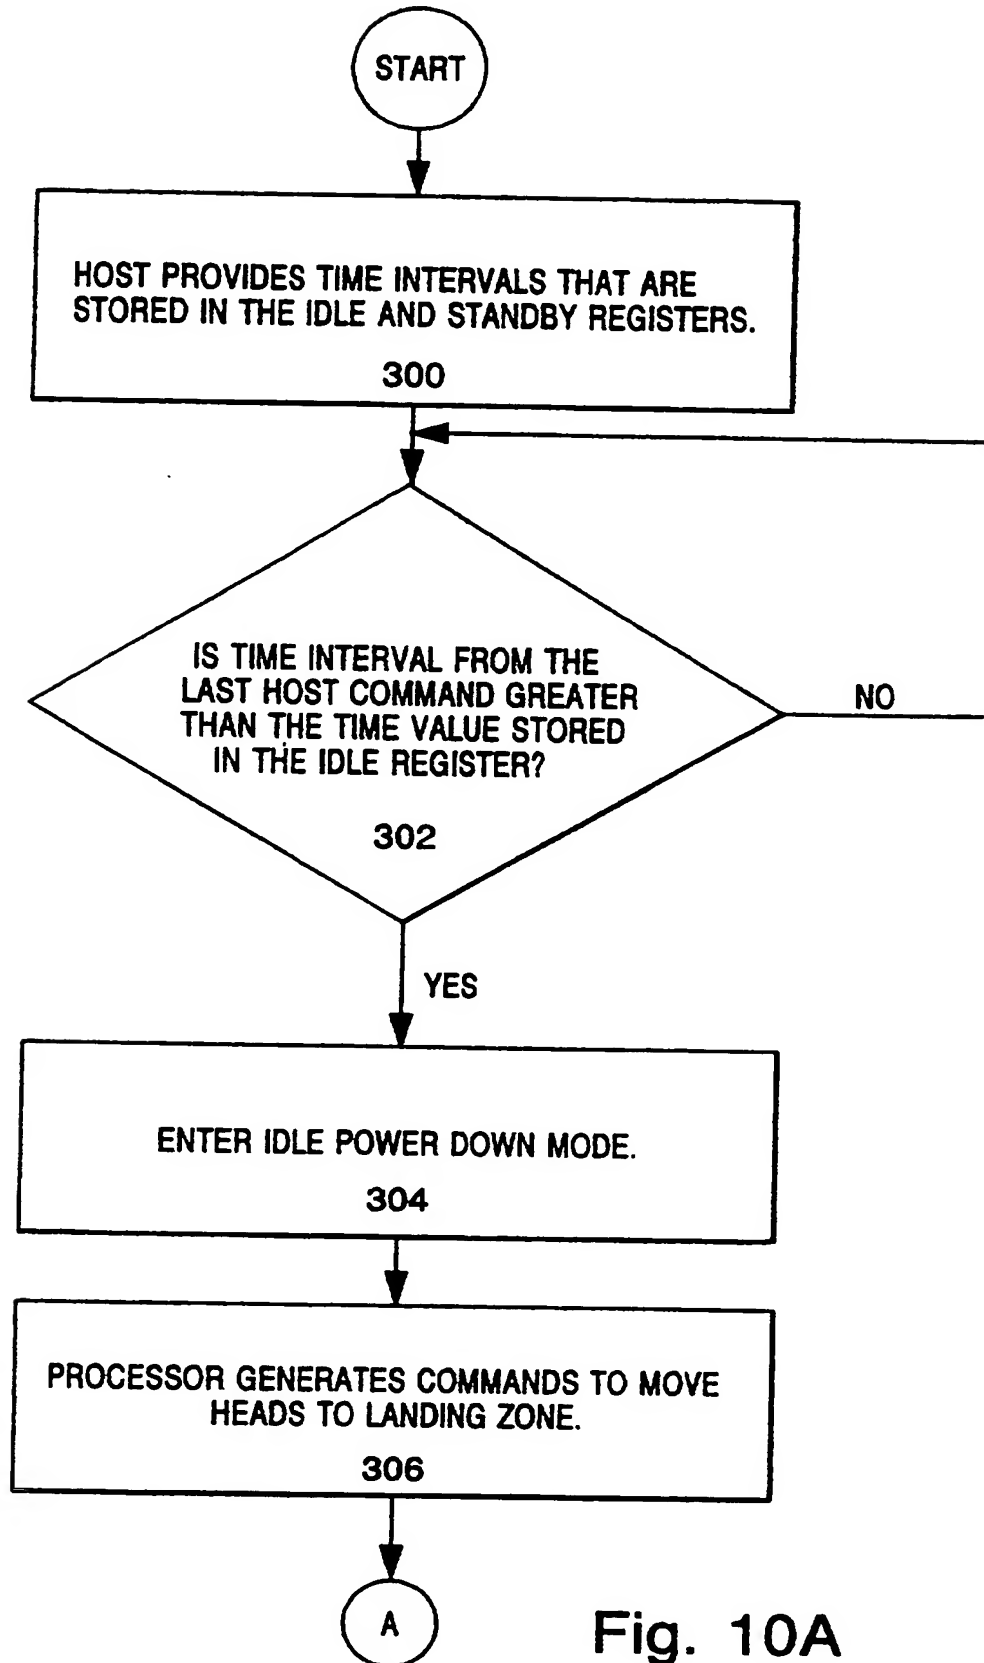 START
HOST PROVIDES TIME INTERVALS THAT ARE
STORED IN THE IDLE AND STANDBY REGISTERS.
300
IS TIME INTERVAL FROM THE
LAST HOST COMMAND GREATER
THAN THE TIME VALUE STORED
IN THE IDLE REGISTER?
302
NO
YES
ENTER IDLE POWER DOWN MODE.
304
PROCESSOR GENERATES COMMANDS TO MOVE
HEADS TO LANDING ZONE.
306
A
Fig. 10A